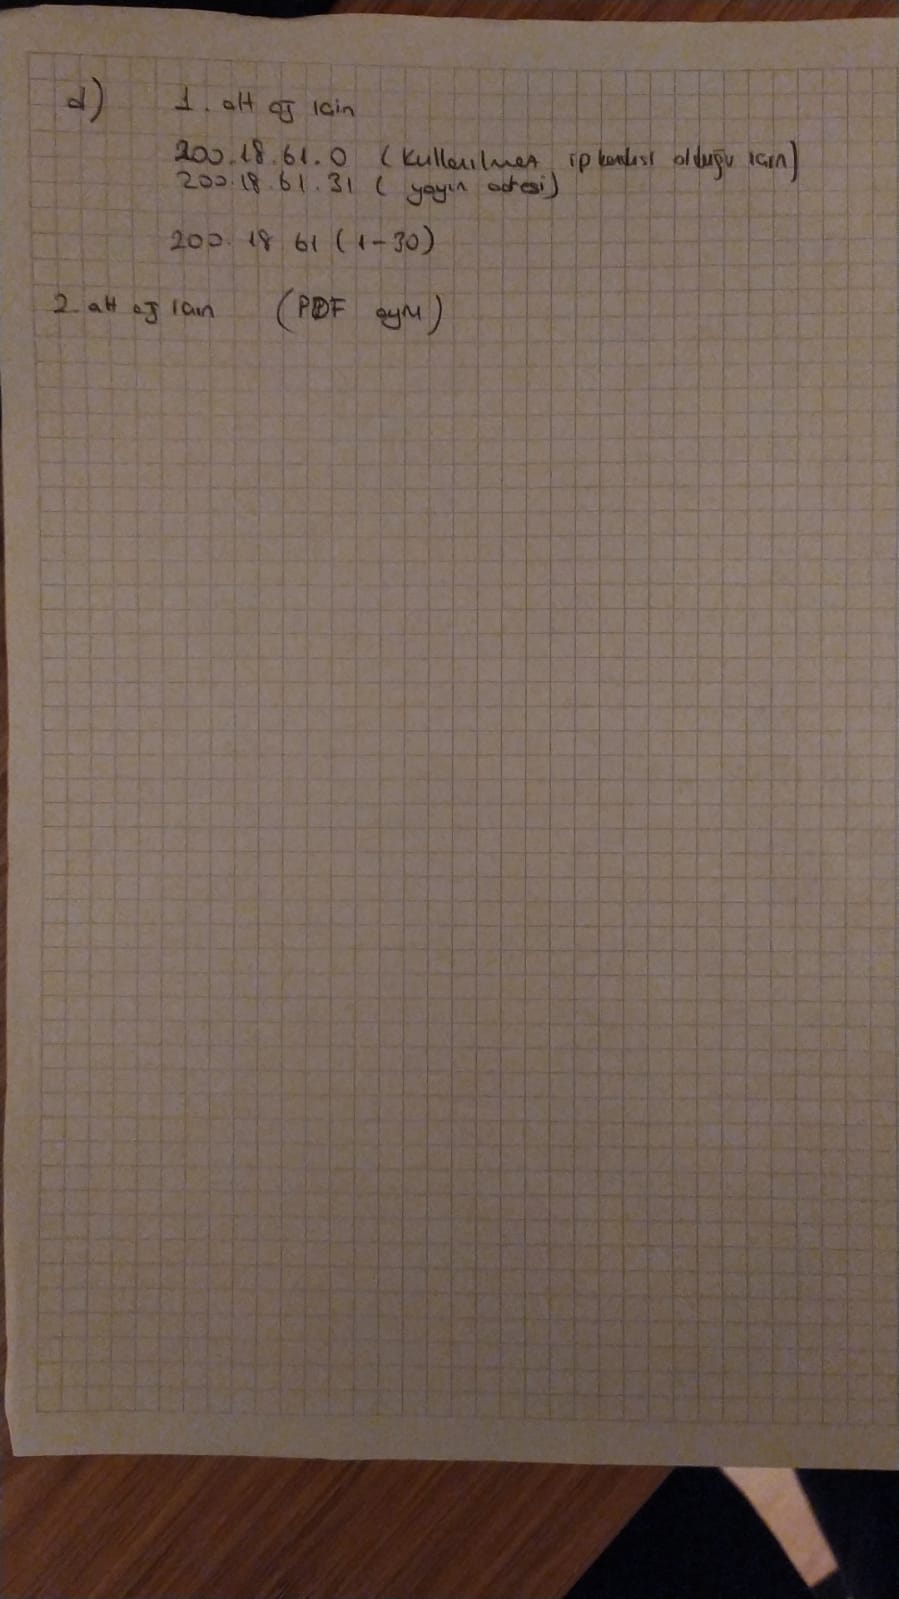 d) 1. alt ağ için
200.18.61.0 (Kullanılmaz ip kendisi olduğu için)
200.18.61.31 (yayın adresi)
200.18 61 (1-30)
2. alt ağ için (PDF aynı)